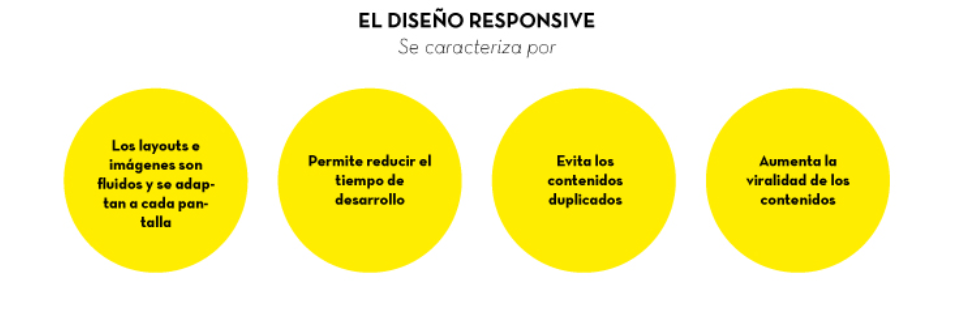 EL DISEÑO RESPONSIVE
Se caracteriza por
Los layouts e
imágenes son
fluidos y se adap-
tan a cada pan-
talla
Permite reducir el
tiempo de
desarrollo
Evita los
contenidos
duplicados
Aumenta la
viralidad de los
contenidos